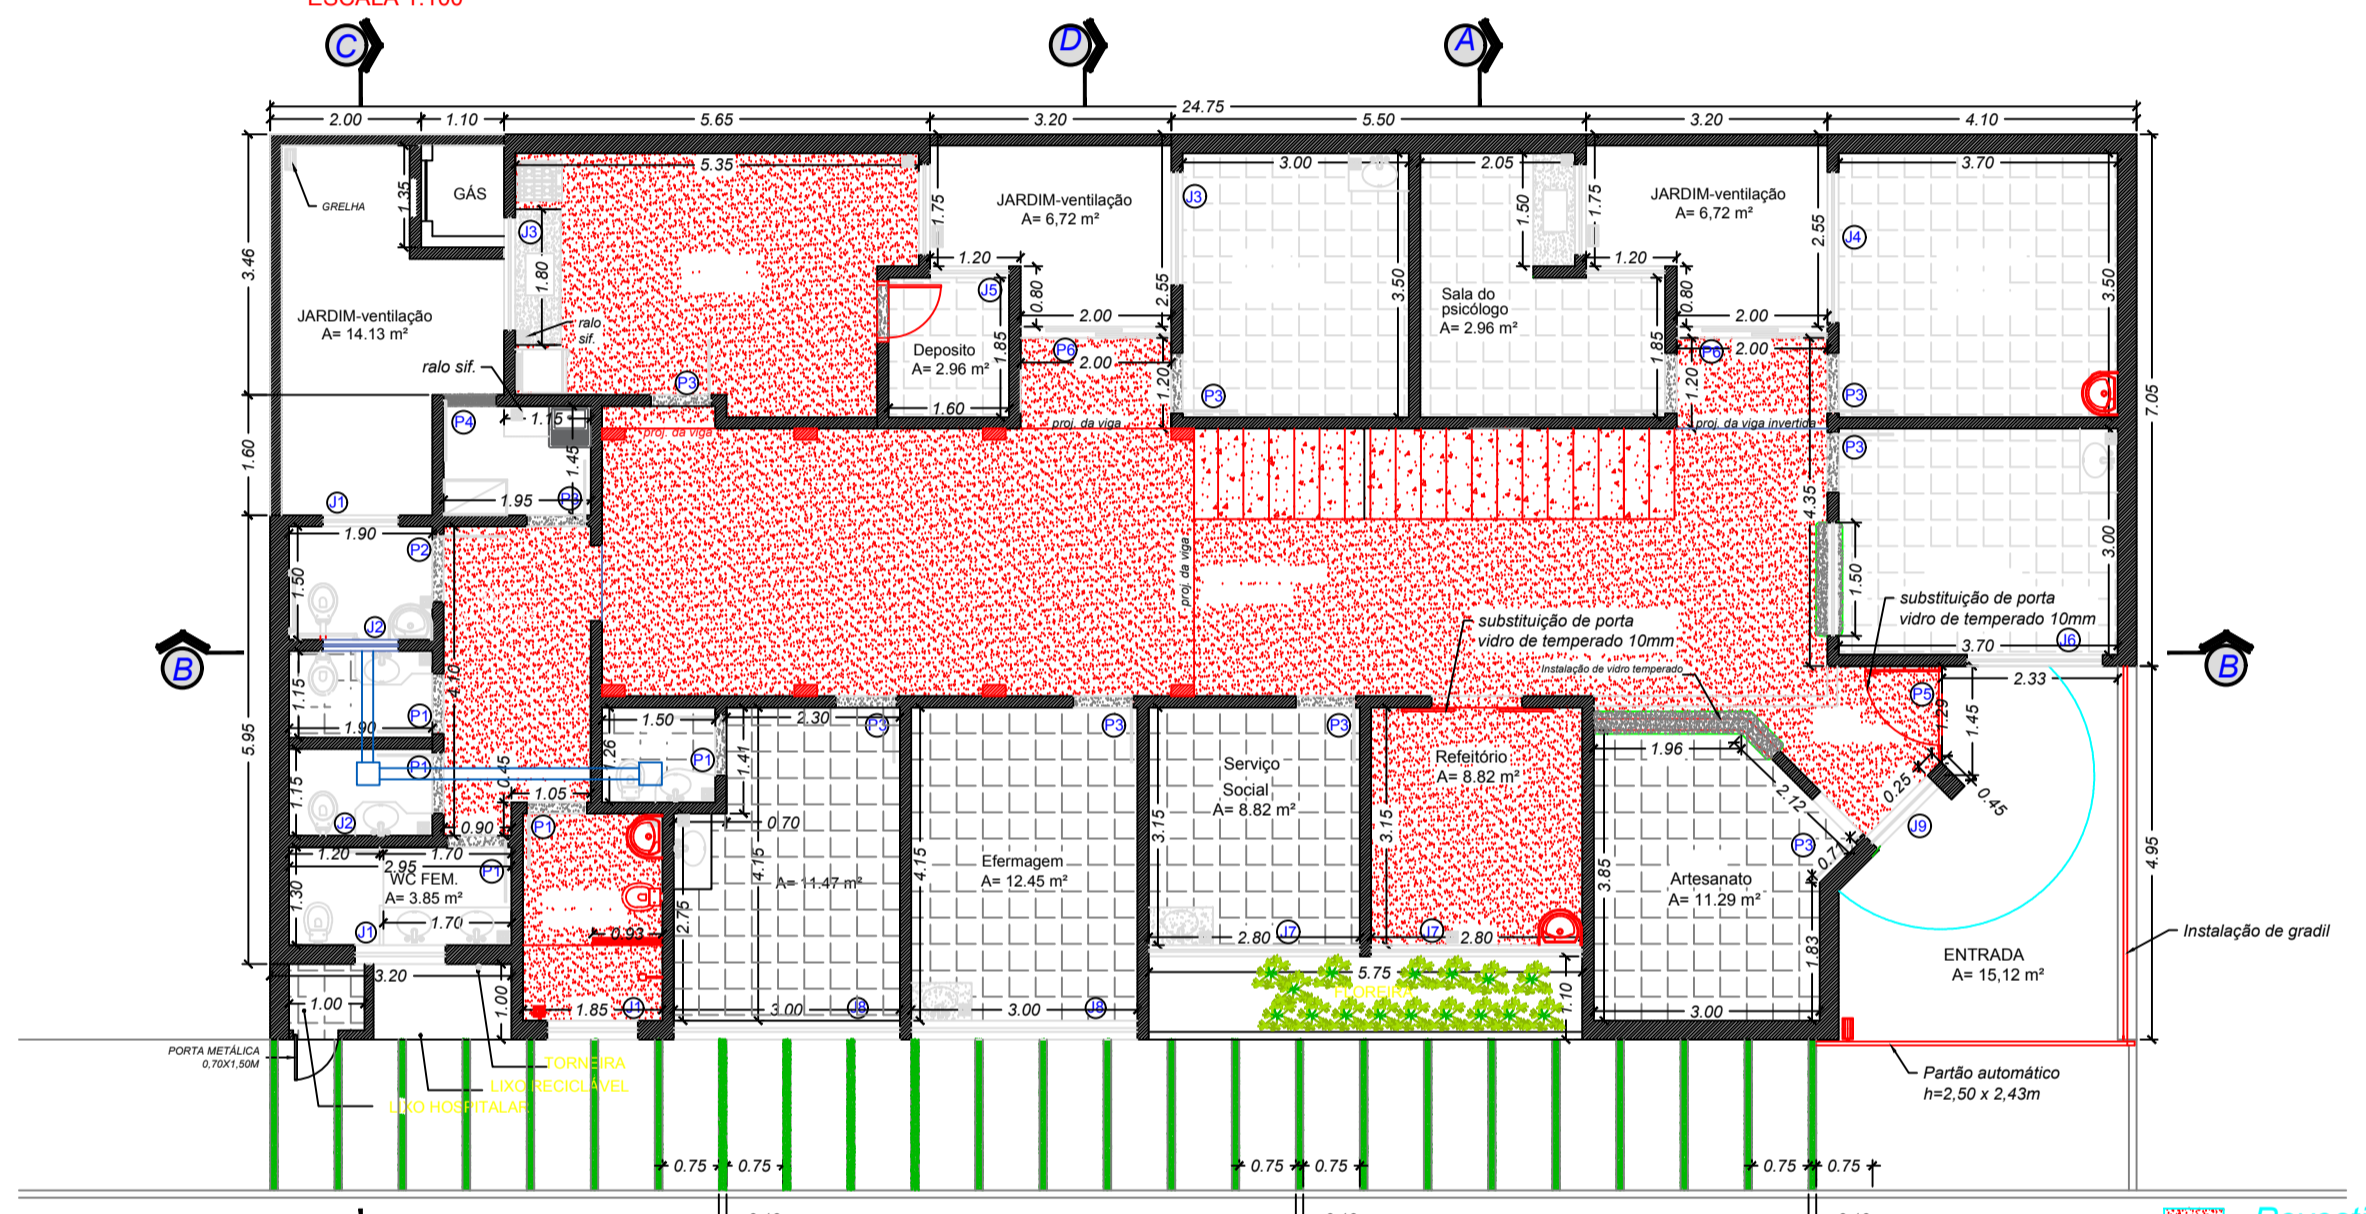 ESCALA 1:100
C
D
A
24.75
2.00
1.10
5.65
3.20
5.50
3.20
4.10
5.35
3.00
2.05
3.70
GRELHA
1.35
GÁS
J3
1.80
1.75
JARDIM-ventilação
A= 6,72 m²
J3
1.50
1.75
JARDIM-ventilação
A= 6,72 m²
2.55
J4
3.46
1.20
J5
0.80
2.55
3.50
1.20
0.80
3.50
JARDIM-ventilação
A= 14.13 m²
ralo
sif.
ralo sif.
Deposito
A= 2.96 m²
1.85
2.00
P6
2.00
1.20
Sala do
psicólogo
A= 2.96 m²
1.85
2.00
P6
2.00
1.20
7.05
P3
P3
P3
P4
1.15
1.60
proj. da viga
proj. da viga
proj. da viga invertida
P3
1.60
1.45
1.95
P3
J1
4.35
1.90
P2
1.50
proj. da viga
1.50
3.00
J2
substituição de porta
vidro de temperado 10mm
substituição de porta
vidro de temperado 10mm
J6
3.70
B
B
Instalação de vidro temperado
1.15
4.10
1.90
P1
P5
2.33
1.29
1.45
5.95
1.50
2.30
P3
P3
P3
1.26
P1
1.41
Serviço
Social
A= 8.82 m²
Refeitório
A= 8.82 m²
1.96
P1
0.45
1.15
1.05
0.25
0.45
2.12
J2
0.90
P1
0.70
3.15
3.15
J9
P3
0.71
4.95
1.20
1.70
2.95
P1
WC FEM.
A= 3.85 m²
1.30
4.15
A= 11.47 m²
4.15
Efermagem
A= 12.45 m²
3.85
Artesanato
A= 11.29 m²
1.70
J1
0.93
2.75
2.80
J7
J7
2.80
1.83
Instalação de gradil
ENTRADA
A= 15,12 m²
3.20
5.75
FLOREIRA
1.00
1.00
1.85
J1
3.00
J8
3.00
J8
1.10
3.00
PORTA METÁLICA
0,70X1,50M
TORNEIRA
LIXO RECICLÁVEL
LIXO HOSPITALAR
Partão automático
h=2,50 x 2,43m
0.75
0.75
0.75
0.75
0.75
0.75